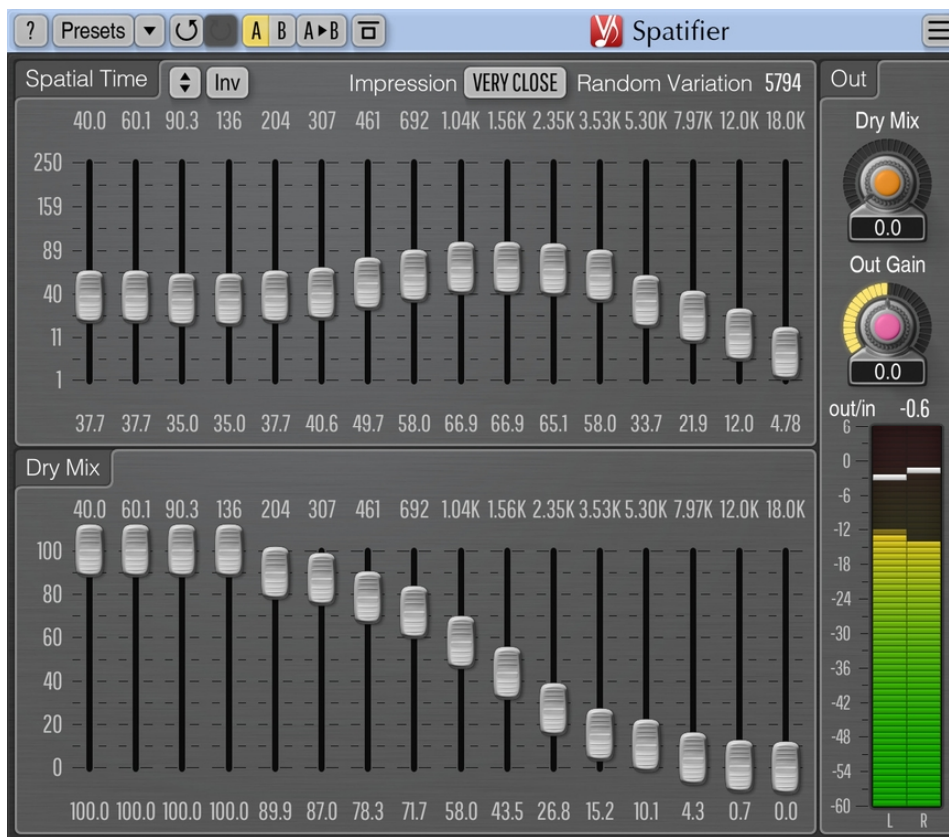 ? Presets A B A▸B Spatifier
Spatial Time Inv Impression VERY CLOSE Random Variation 5794
40.0 60.1 90.3 136 204 307 461 692 1.04K 1.56K 2.35K 3.53K 5.30K 7.97K 12.0K 18.0K
250
159
89
40
11
1
37.7 37.7 35.0 35.0 37.7 40.6 49.7 58.0 66.9 66.9 65.1 58.0 33.7 21.9 12.0 4.78
Dry Mix
40.0 60.1 90.3 136 204 307 461 692 1.04K 1.56K 2.35K 3.53K 5.30K 7.97K 12.0K 18.0K
100
80
60
40
20
0
100.0 100.0 100.0 100.0 89.9 87.0 78.3 71.7 58.0 43.5 26.8 15.2 10.1 4.3 0.7 0.0
Out
Dry Mix
0.0
Out Gain
0.0
out/in -0.6
6
0
-6
-12
-18
-24
-30
-36
-42
-48
-54
-60
L R